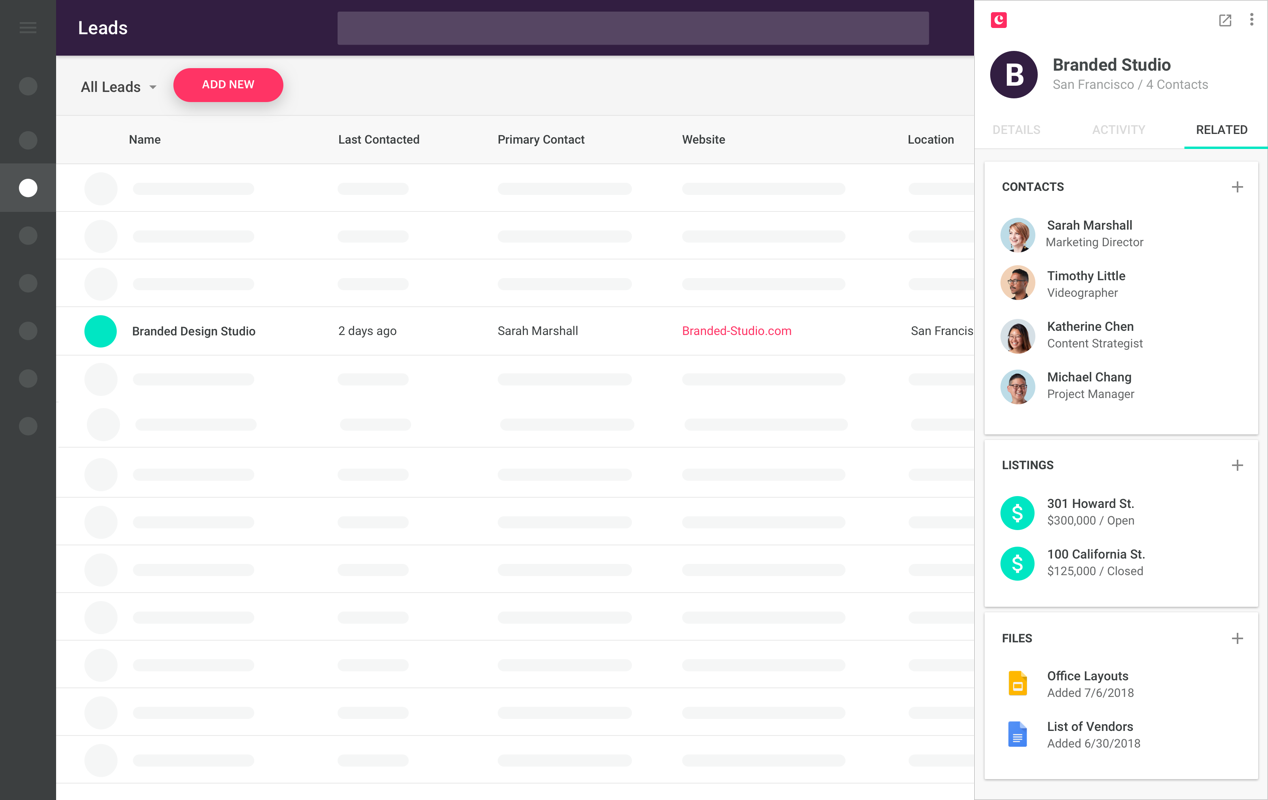 Leads
All Leads
ADD NEW
Name Last Contacted Primary Contact Website Location
Branded Design Studio 2 days ago Sarah Marshall Branded-Studio.com San Francis
B
Branded Studio
San Francisco / 4 Contacts
DETAILS ACTIVITY RELATED
CONTACTS
Sarah Marshall
Marketing Director
Timothy Little
Videographer
Katherine Chen
Content Strategist
Michael Chang
Project Manager
LISTINGS
$
301 Howard St.
$300,000 / Open
$
100 California St.
$125,000 / Closed
FILES
Office Layouts
Added 7/6/2018
List of Vendors
Added 6/30/2018